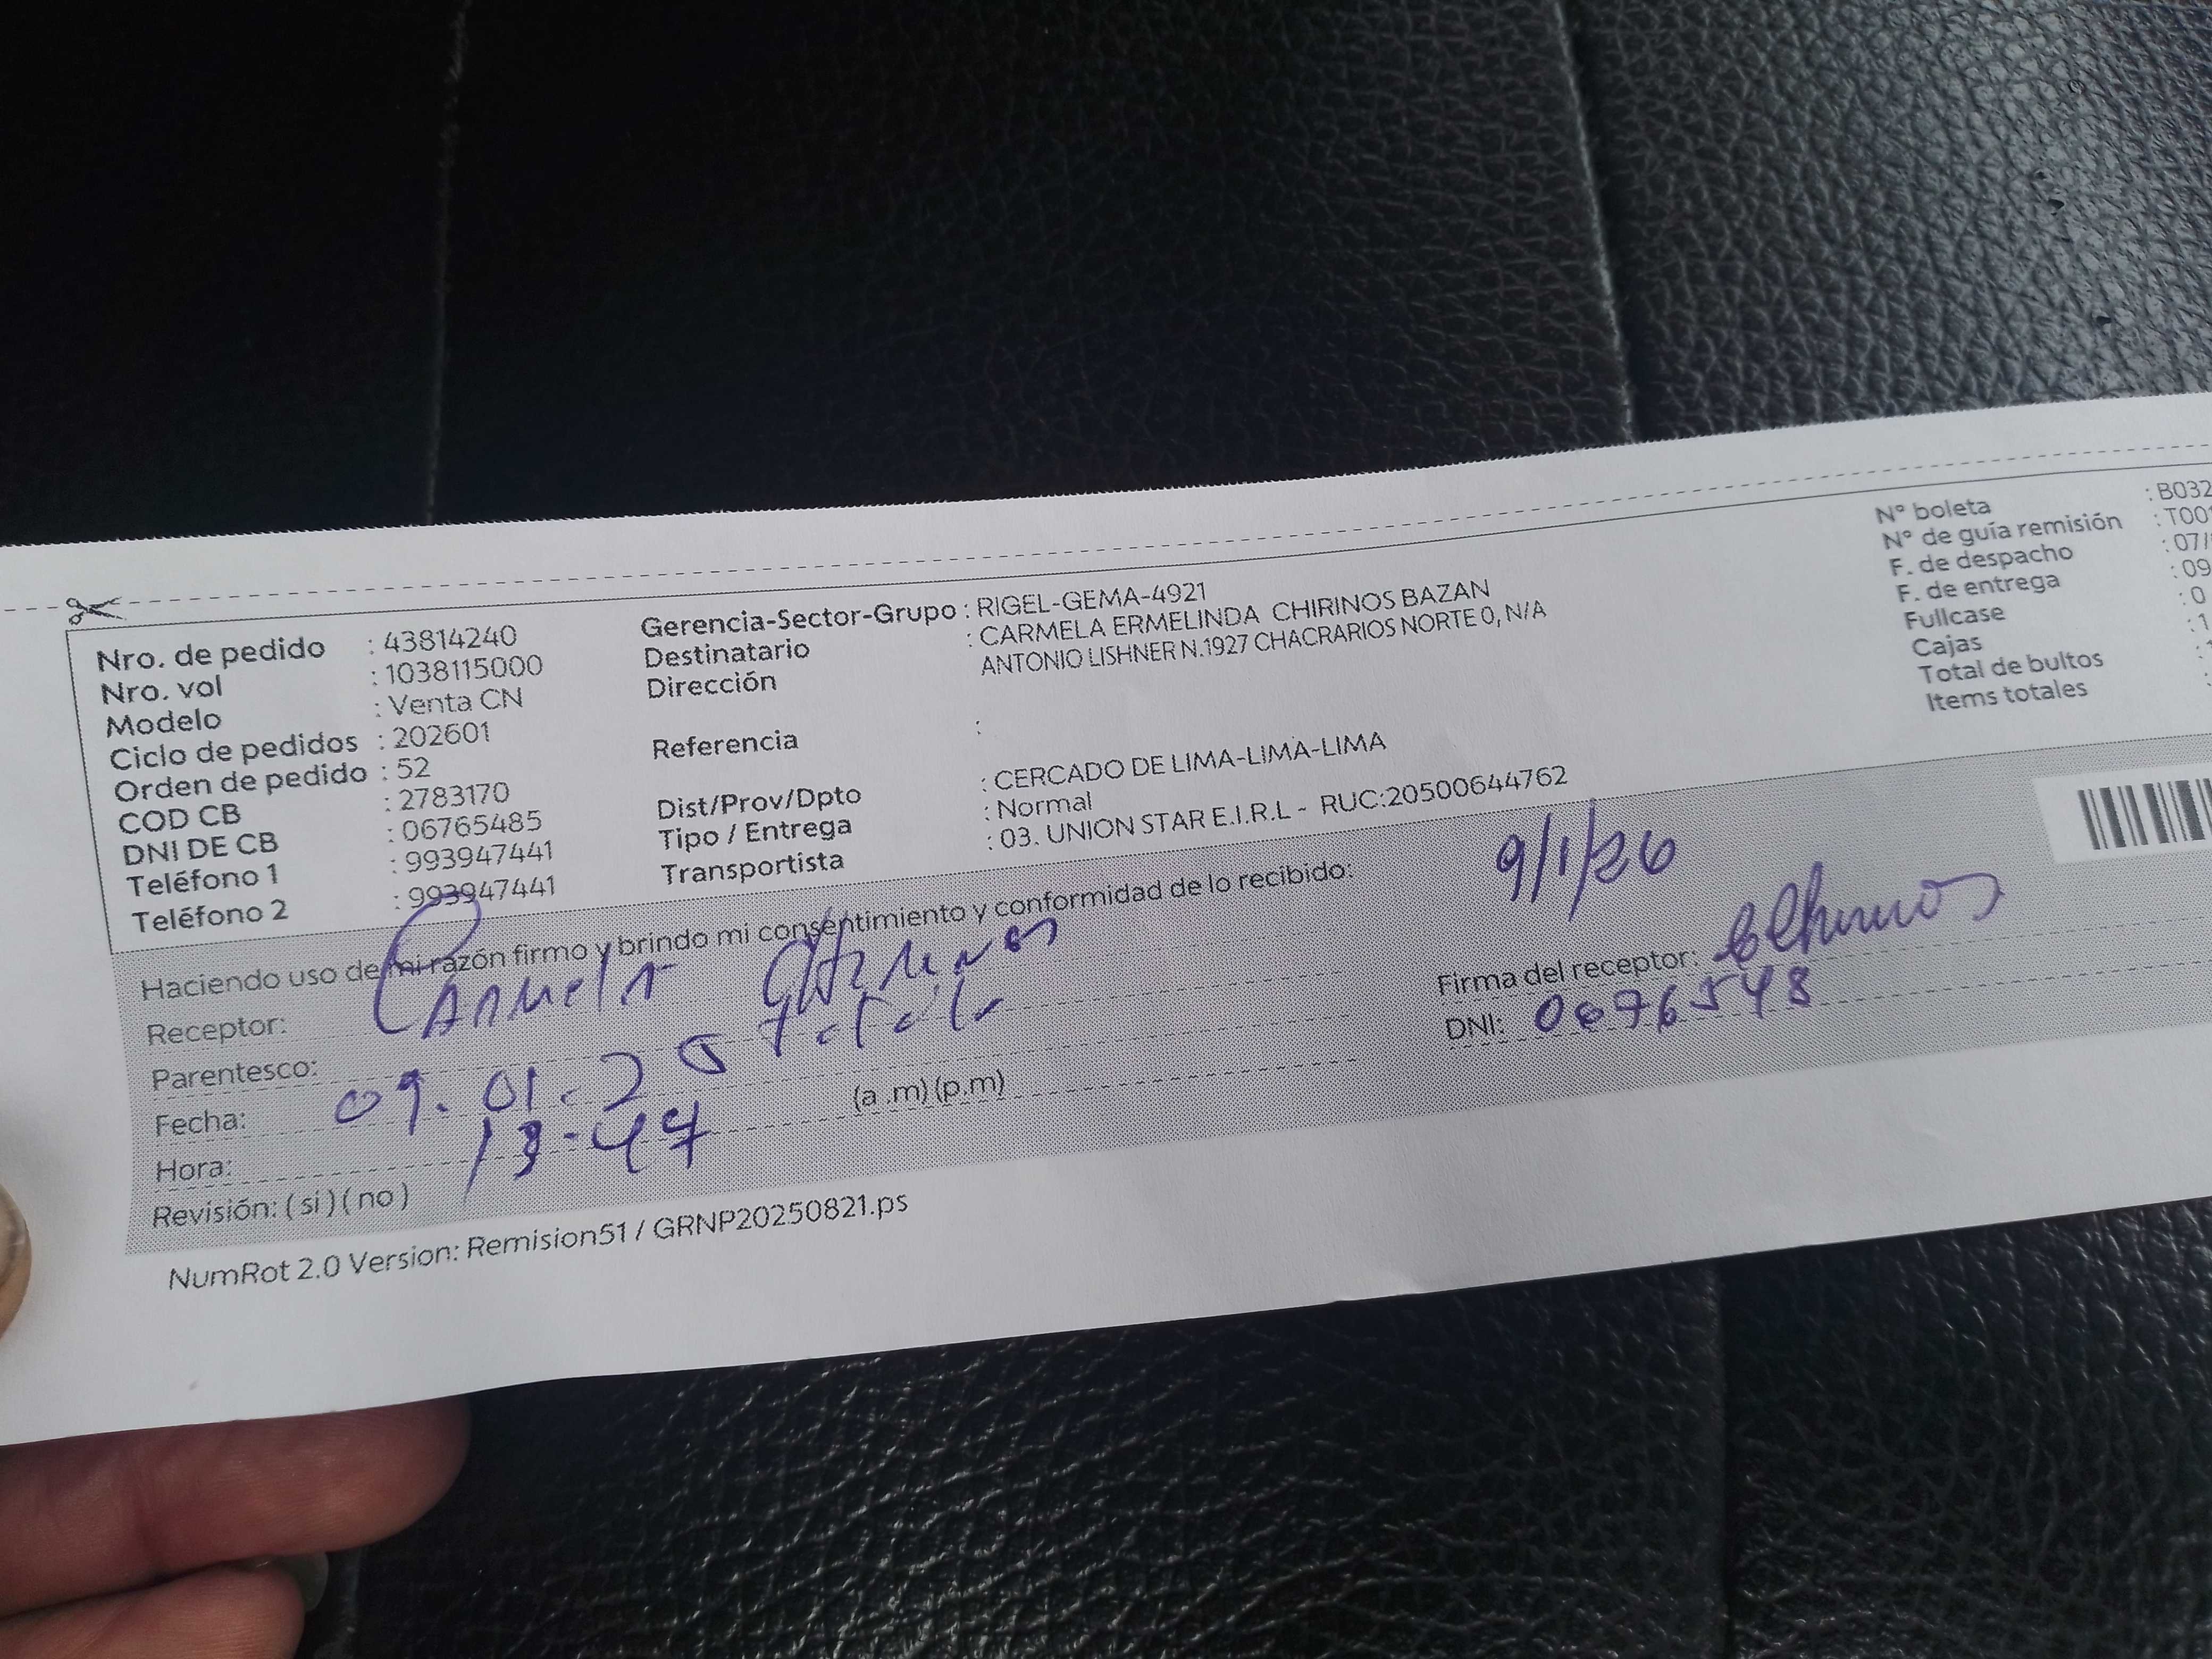 Nro. de pedido : 43814240
Nro. vol : 1038115000
Modelo : Venta CN
Ciclo de pedidos : 202601
Orden de pedido : 52
COD CB : 2783170
DNI DE CB : 06765485
Teléfono 1 : 993947441
Teléfono 2 : 993947441
Gerencia-Sector-Grupo : RIGEL-GEMA-4921
Destinatario : CARMELA ERMELINDA CHIRINOS BAZAN
Dirección ANTONIO LISHNER N.1927 CHACRARIOS NORTE 0, N/A
Referencia :
Dist/Prov/Dpto : CERCADO DE LIMA-LIMA-LIMA
Tipo / Entrega : Normal
Transportista : 03. UNION STAR E.I.R.L - RUC:20500644762
N° boleta : B032
N° de guía remisión : T001
F. de despacho : 07/
F. de entrega : 09
Fullcase : 0
Cajas : 1
Total de bultos :
Items totales :
Haciendo uso de mi razón firmo y brindo mi consentimiento y conformidad de lo recibido:
9/1/26
Receptor: Carmela Chirinos
Parentesco:
Fecha: 09.01.26
Hora: 13-47 (a .m) (p.m)
Revisión: ( si ) ( no )
Firma del receptor: Chirinos
DNI: 0676548
NumRot 2.0 Version: Remision51 / GRNP20250821.ps